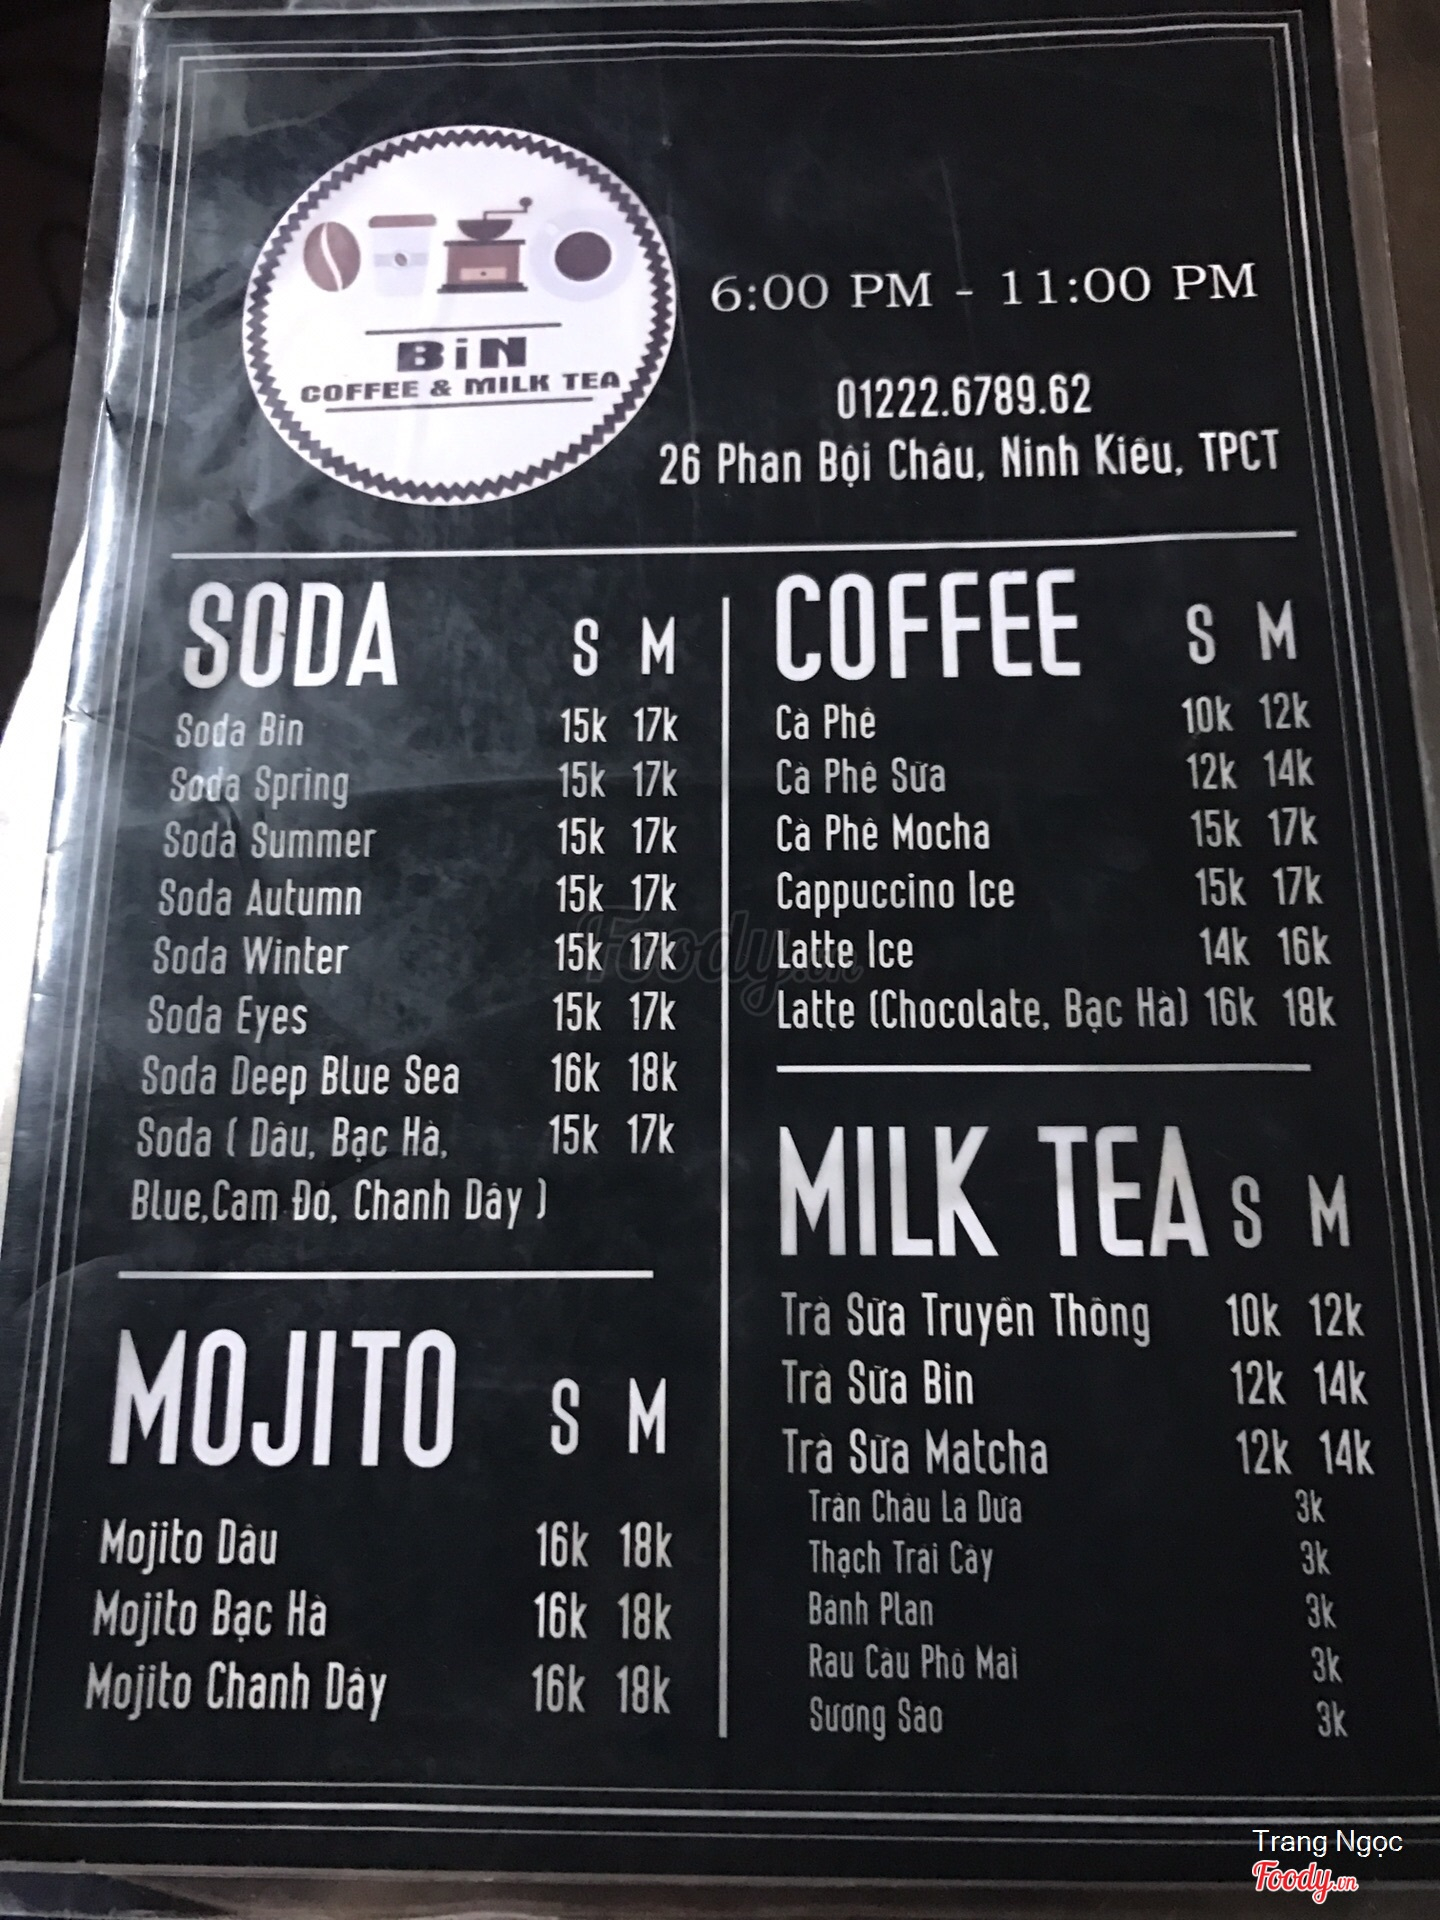 BiN
COFFEE & MILK TEA
6:00 PM - 11:00 PM
01222.6789.62
26 Phan Bội Châu, Ninh Kiều, TPCT
SODA S M
Soda Bin 15k 17k
Soda Spring 15k 17k
Soda Summer 15k 17k
Soda Autumn 15k 17k
Soda Winter 15k 17k
Soda Eyes 15k 17k
Soda Deep Blue Sea 16k 18k
Soda ( Dâu, Bạc Hà, 15k 17k
Blue,Cam Đỏ, Chanh Dây )
MOJITO S M
Mojito Dâu 16k 18k
Mojito Bạc Hà 16k 18k
Mojito Chanh Dây 16k 18k
COFFEE S M
Cà Phê 10k 12k
Cà Phê Sữa 12k 14k
Cà Phê Mocha 15k 17k
Cappuccino Ice 15k 17k
Latte Ice 14k 16k
Latte (Chocolate, Bạc Hà) 16k 18k
MILK TEA S M
Trà Sữa Truyền Thống 10k 12k
Trà Sữa Bin 12k 14k
Trà Sữa Matcha 12k 14k
Trân Châu Lá Dứa 3k
Thạch Trái Cây 3k
Bánh Plan 3k
Rau Câu Phô Mai 3k
Sương Sáo 3k
Foody.vn
Trang Ngọc
Foody.vn